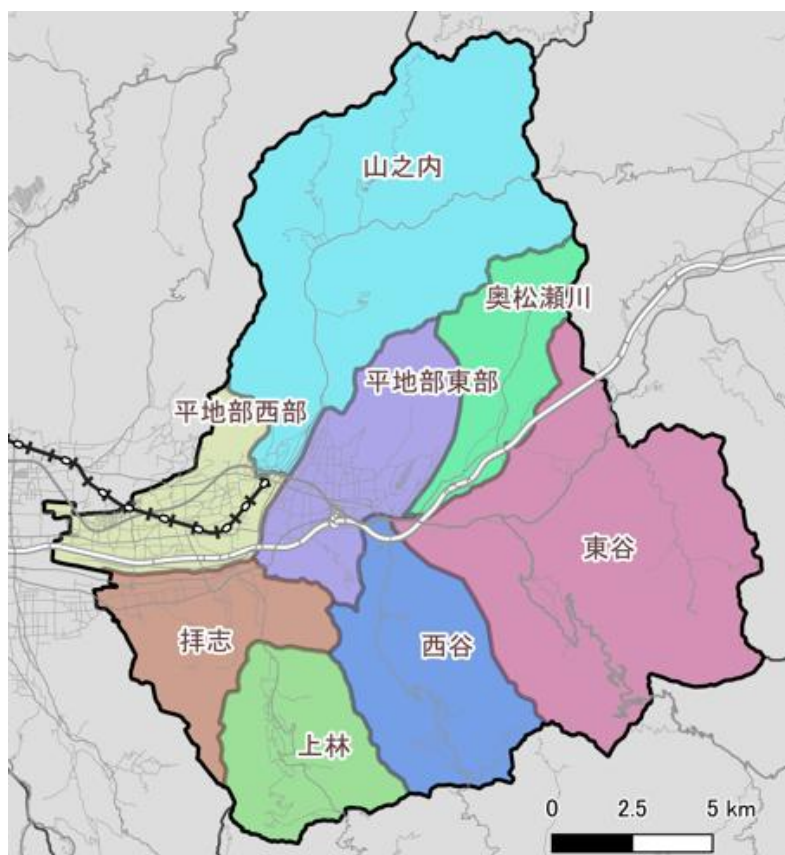 山之内
奥松瀬川
平地部東部
平地部西部
東谷
拝志
西谷
上林
0 2.5 5 km